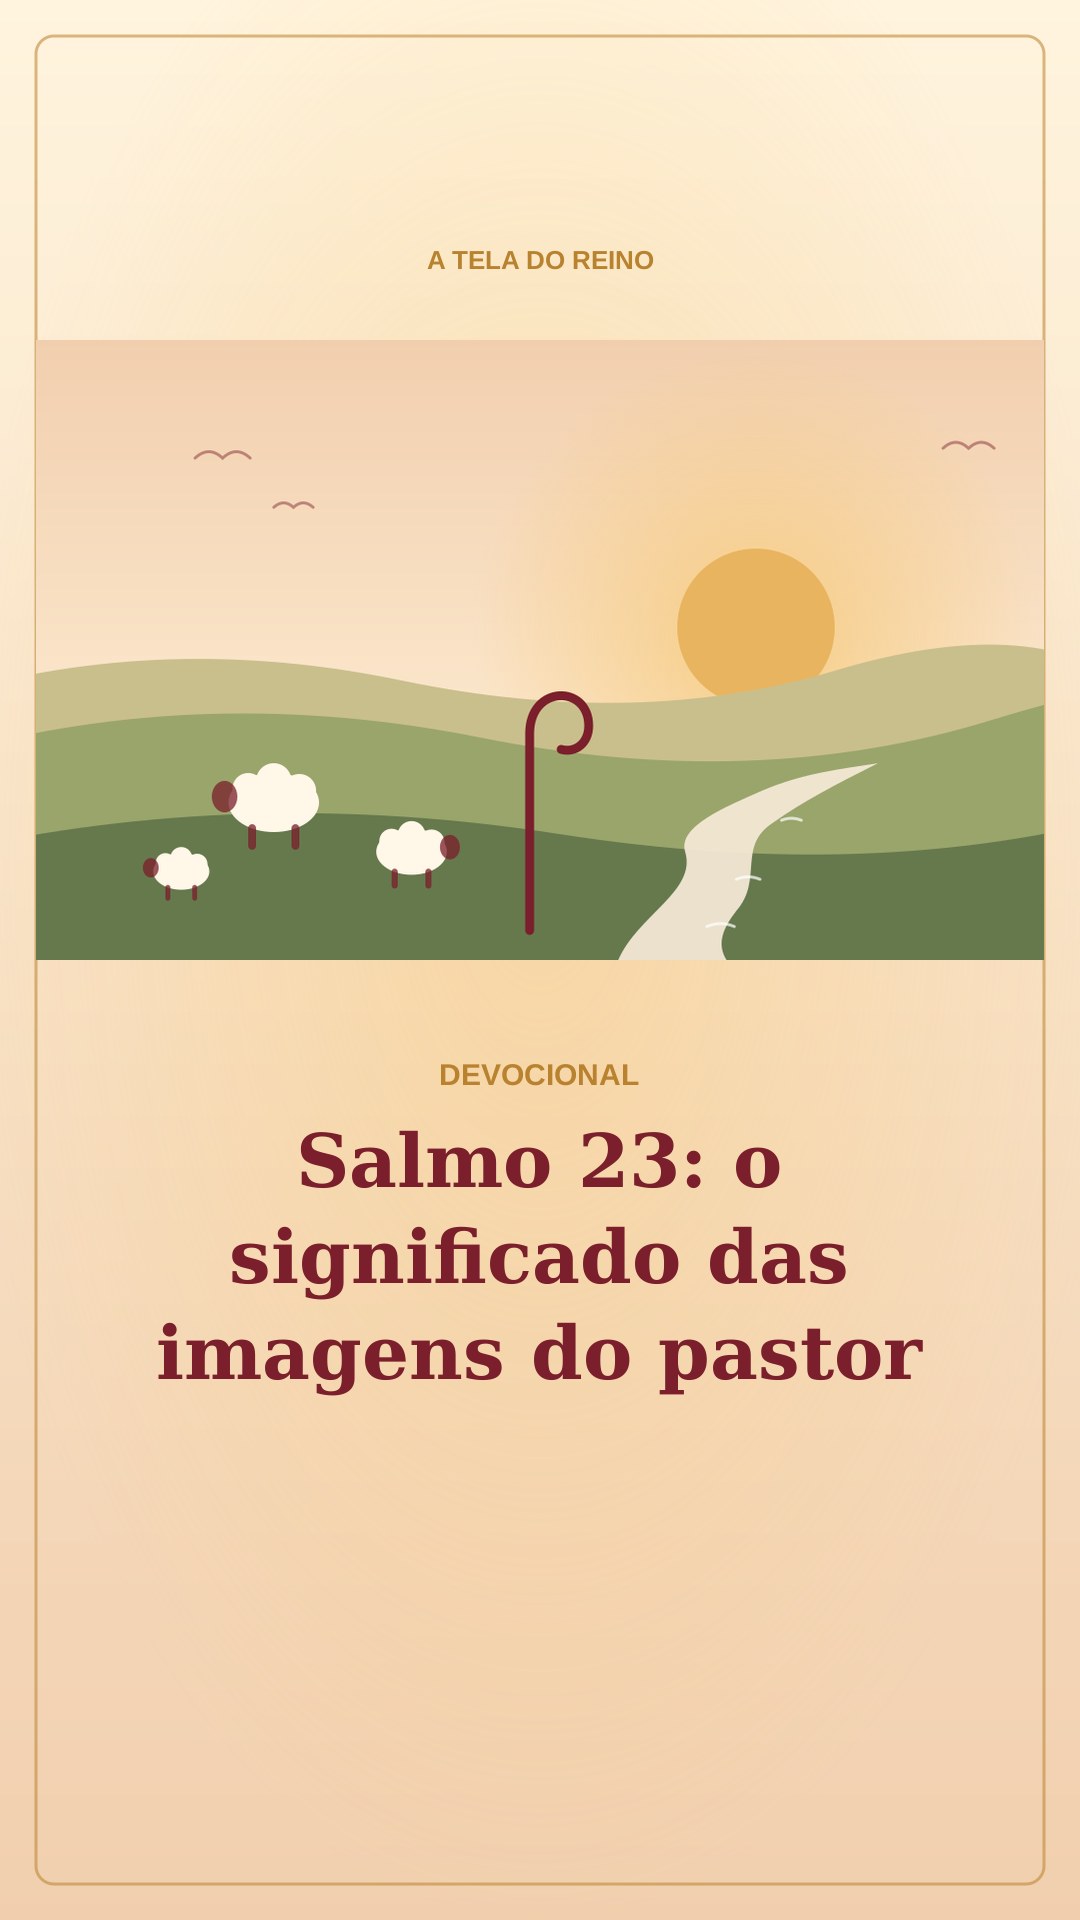 A TELA DO REINO
DEVOCIONAL
Salmo 23: o
significado das
imagens do pastor